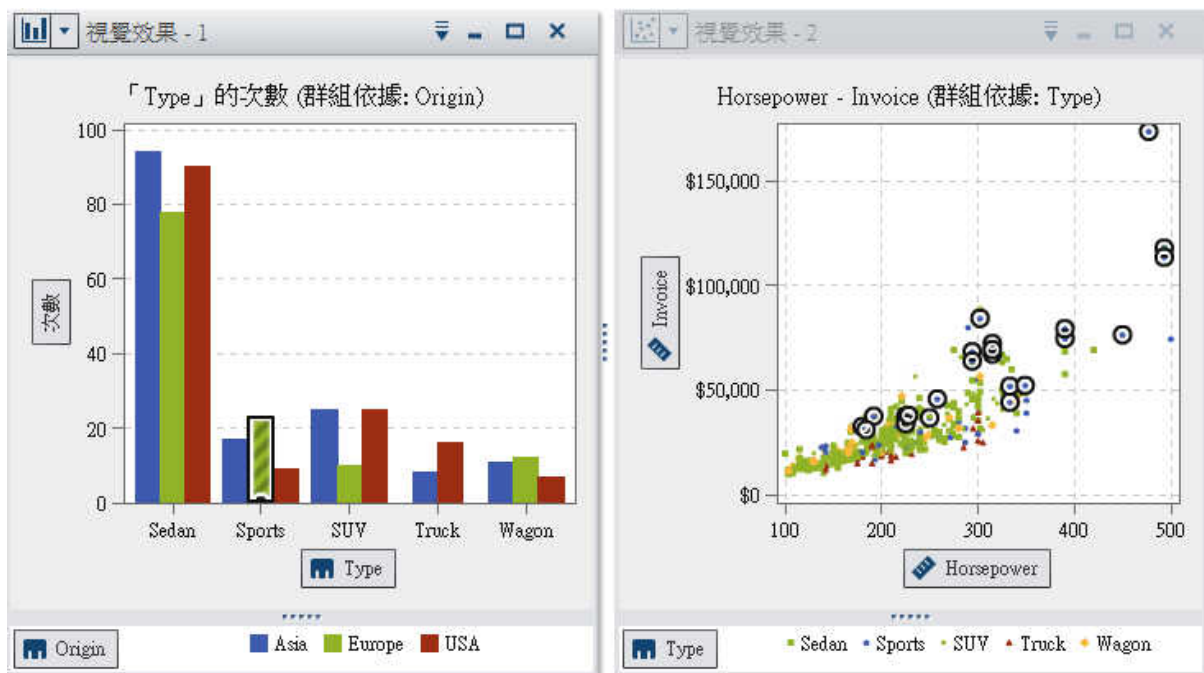 視覺效果 - 1
「Type」的次數 (群組依據: Origin)
100
80
60
40
20
0
次數
Sedan
Sports
SUV
Truck
Wagon
Type
Origin
Asia
Europe
USA
視覺效果 - 2
Horsepower - Invoice (群組依據: Type)
$150,000
$100,000
$50,000
$0
Invoice
100
200
300
400
500
Horsepower
Type
Sedan
Sports
SUV
Truck
Wagon